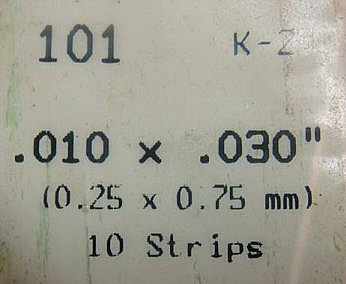 101 K-2
.010 x .030"
(0.25 x 0.75 mm)
10 Strips